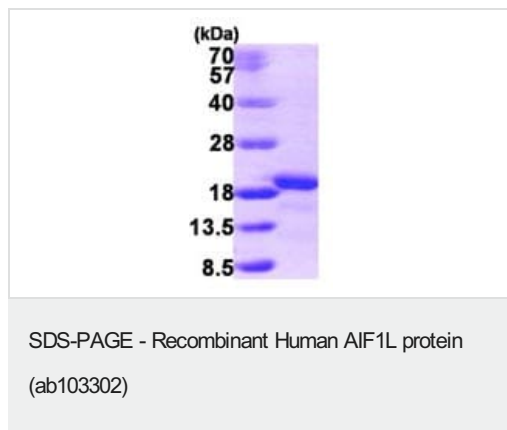 (kDa)
70
57
40
28
18
13.5
8.5
SDS-PAGE - Recombinant Human AIF1L protein
(ab103302)